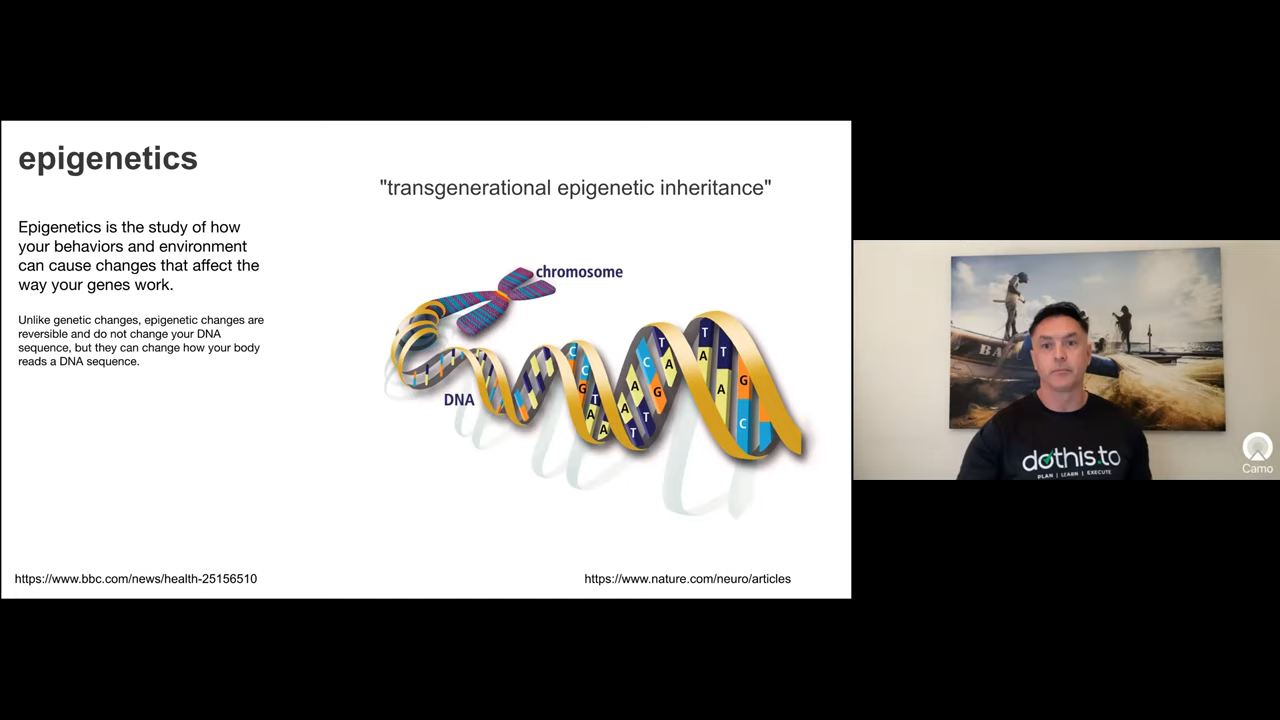 epigenetics
"transgenerational epigenetic inheritance"
Epigenetics is the study of how
your behaviors and environment
can cause changes that affect the
way your genes work.
Unlike genetic changes, epigenetic changes are
reversible and do not change your DNA
sequence, but they can change how your body
reads a DNA sequence.
chromosome
DNA
C
C
G
T
A
A
A
A
T
C
T
G
T
A
T
A
A
T
G
C
https://www.bbc.com/news/health-25156510
https://www.nature.com/neuro/articles
BA
dothis.to
PLAN | LEARN | EXECUTE
Camo